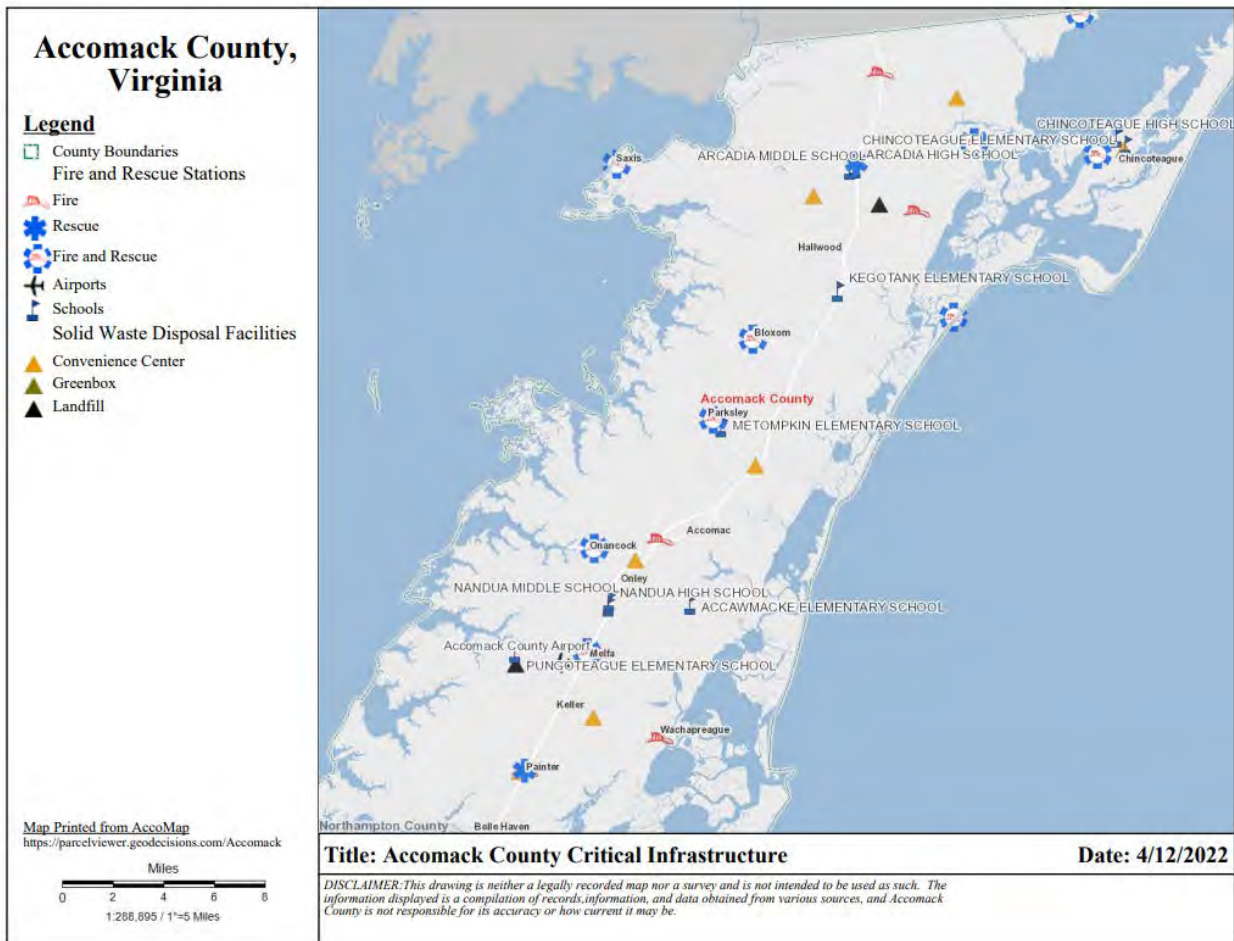 Accomack County,
Virginia
Legend
County Boundaries
Fire and Rescue Stations
Fire
Rescue
Fire and Rescue
Airports
Schools
Solid Waste Disposal Facilities
Convenience Center
Greenbox
Landfill
Map Printed from AccoMap
https://parcelviewer.geodecisions.com/Accomack
Miles
0 2 4 6 8
1:288,895 / 1"=5 Miles
CHINCOTEAGUE HIGH SCHOOL
CHINCOTEAGUE ELEMENTARY SCHOOL
Saxis
ARCADIA MIDDLE SCHOOL
ARCADIA HIGH SCHOOL
Chincoteague
Hallwood
KEGOTANK ELEMENTARY SCHOOL
Bloxom
Accomack County
Parksley
METOMPKIN ELEMENTARY SCHOOL
Accomac
Onancock
Onley
NANDUA MIDDLE SCHOOL
NANDUA HIGH SCHOOL
ACCAWMACKE ELEMENTARY SCHOOL
Accomack County Airport
Melfa
PUNGOTEAGUE ELEMENTARY SCHOOL
Keller
Wachapreague
Painter
Northampton County
Belle Haven
Title: Accomack County Critical Infrastructure
Date: 4/12/2022
DISCLAIMER:This drawing is neither a legally recorded map nor a survey and is not intended to be used as such. The
information displayed is a compilation of records,information, and data obtained from various sources, and Accomack
County is not responsible for its accuracy or how current it may be.